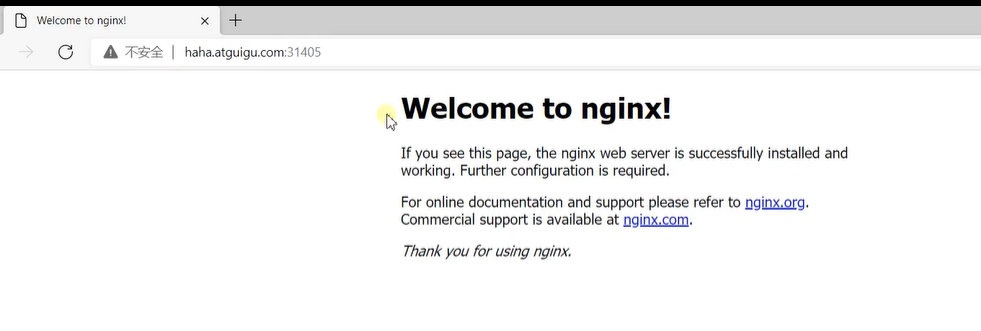 Welcome to nginx!
不安全 | haha.atguigu.com:31405
Welcome to nginx!
If you see this page, the nginx web server is successfully installed and
working. Further configuration is required.
For online documentation and support please refer to nginx.org.
Commercial support is available at nginx.com.
Thank you for using nginx.